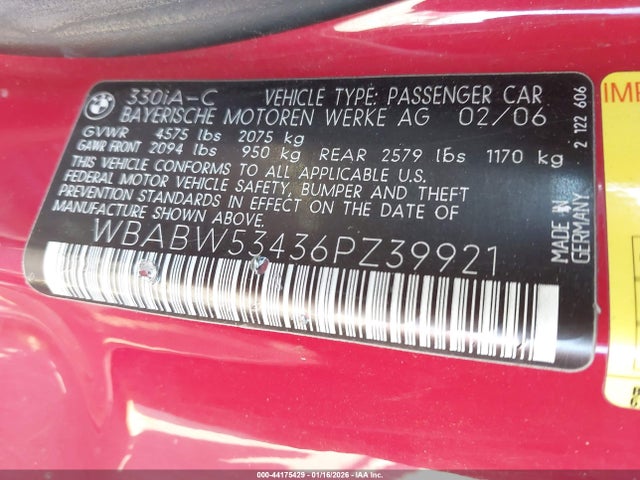 330iA-C VEHICLE TYPE: PASSENGER CAR
BAYERISCHE MOTOREN WERKE AG 02/06
GVWR 4575 lbs 2075 kg
GAWR FRONT 2094 lbs 950 kg REAR 2579 lbs 1170 kg
THIS VEHICLE CONFORMS TO ALL APPLICABLE U.S.
FEDERAL MOTOR VEHICLE SAFETY, BUMPER AND THEFT
PREVENTION STANDARDS IN EFFECT ON THE DATE OF
MANUFACTURE SHOWN ABOVE.
WBABW53436PZ39921
MADE IN
GERMANY
2 122 606
000-44175429 - 01/16/2026 - IAAI.COM